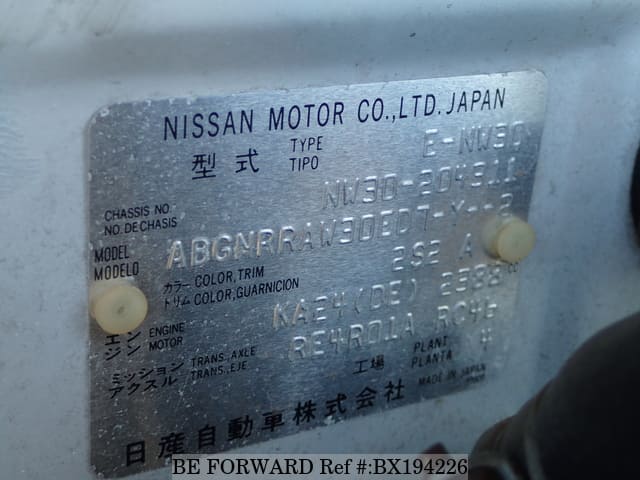 NISSAN MOTOR CO.,LTD. JAPAN
型式 TYPE TIPO E-NW30
CHASSIS NO. NO. DE CHASIS NW30-204311
MODEL MODELO ABGNRRAW30ED7-Y--2
カラー COLOR,TRIM
トリム COLOR,GUARNICION 2S2 A
エンジン ENGINE MOTOR KA24(DE) 2388 cc
ミッション アクスル TRANS.,AXLE TRANS.,EJE RE4R01A RC46
工場 PLANT PLANTA 4
日産自動車株式会社 MADE IN JAPAN
BE FORWARD Ref #:BX194226